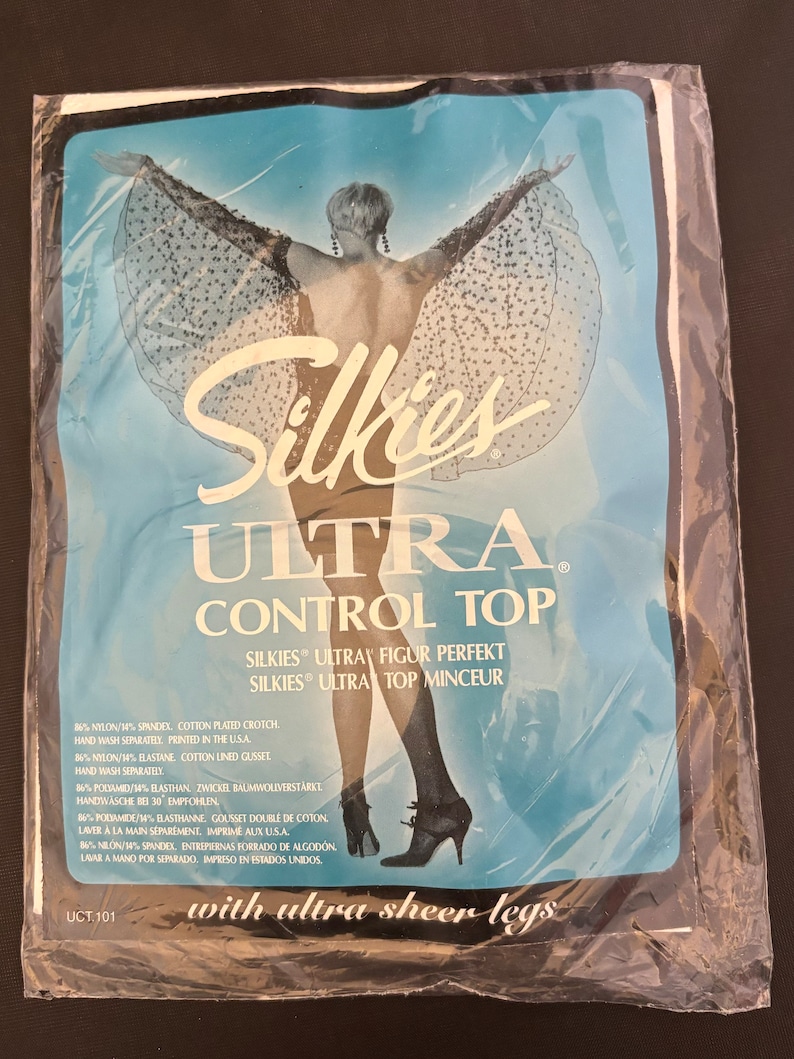 Silkies®
ULTRA®
CONTROL TOP
SILKIES® ULTRA™ FIGUR PERFEKT
SILKIES® ULTRA™ TOP MINCEUR
86% NYLON/14% SPANDEX. COTTON PLATED CROTCH.
HAND WASH SEPARATELY. PRINTED IN THE U.S.A.
86% NYLON/14% ELASTANE. COTTON LINED GUSSET.
HAND WASH SEPARATELY.
86% POLYAMID/14% ELASTHAN. ZWICKEL BAUMWOLLVERSTÄRKT.
HANDWÄSCHE BEI 30° EMPFOHLEN.
86% POLYAMIDE/14% ELASTHANNE. GOUSSET DOUBLÉ DE COTON.
LAVER À LA MAIN SÉPARÉMENT. IMPRIMÉ AUX U.S.A.
86% NILÓN/14% SPANDEX. ENTREPIERNAS FORRADO DE ALGODÓN.
LAVAR A MANO POR SEPARADO. IMPRESO EN ESTADOS UNIDOS.
UCT.101
with ultra sheer legs